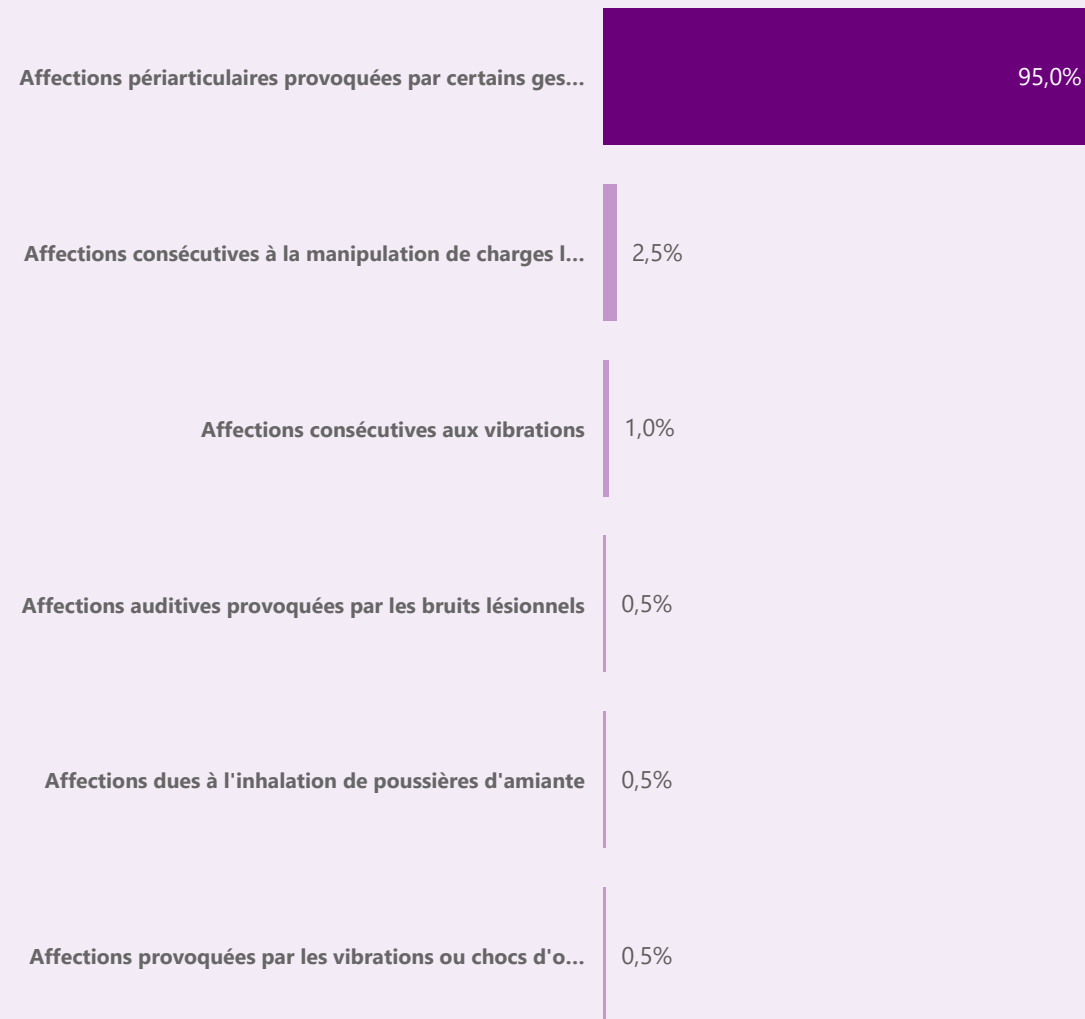 Affections périarticulaires provoquées par certains ges... 95,0%
Affections consécutives à la manipulation de charges l... 2,5%
Affections consécutives aux vibrations 1,0%
Affections auditives provoquées par les bruits lésionnels 0,5%
Affections dues à l'inhalation de poussières d'amiante 0,5%
Affections provoquées par les vibrations ou chocs d'o... 0,5%